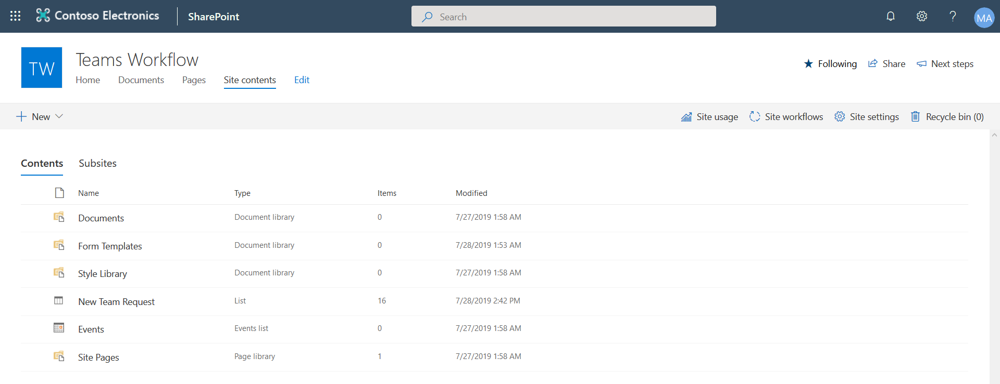 Contoso Electronics SharePoint Search MA
TW
Teams Workflow
Following Share Next steps
Home Documents Pages Site contents Edit
New Site usage Site workflows Site settings Recycle bin (0)
Contents Subsites
Name Type Items Modified
Documents Document library 0 7/27/2019 1:58 AM
Form Templates Document library 0 7/28/2019 1:53 AM
Style Library Document library 0 7/27/2019 1:58 AM
New Team Request List 16 7/28/2019 2:42 PM
Events Events list 0 7/27/2019 1:58 AM
Site Pages Page library 1 7/27/2019 1:58 AM